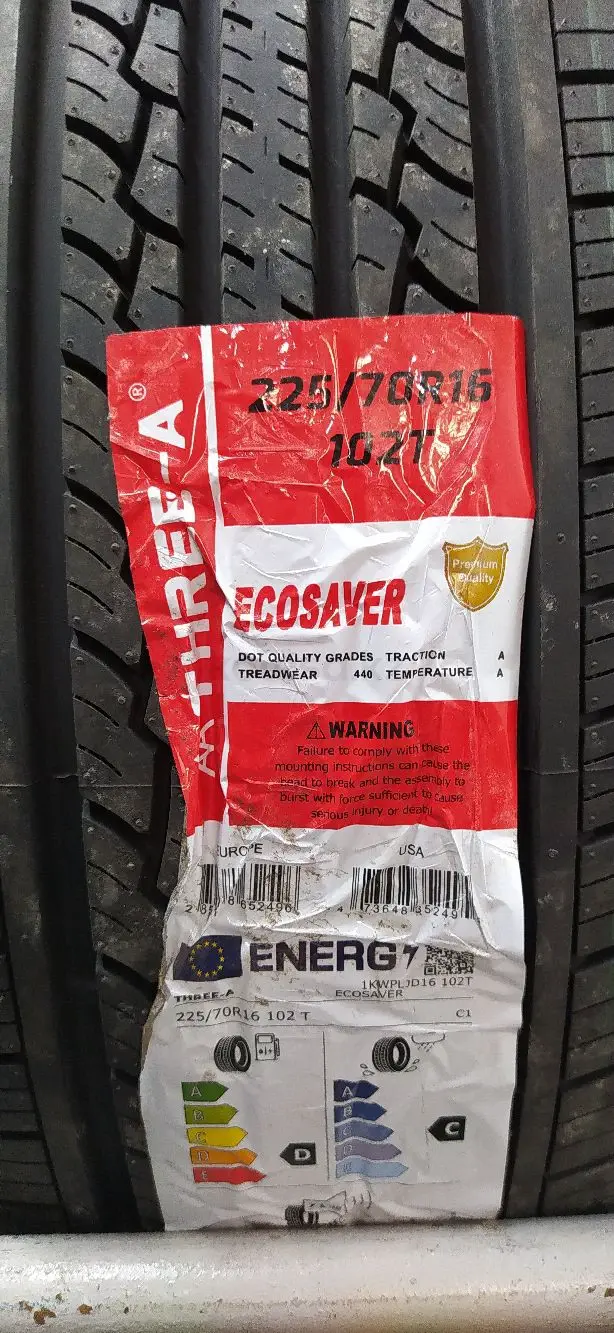 225/70R16
102T
THREE-A®
ECOSAVER
Premium
Quality
DOT QUALITY GRADES TRACTION A
TREADWEAR 440 TEMPERATURE A
WARNING
Failure to comply with these
mounting instructions can cause the
bead to break and the assembly to
burst with force sufficient to cause
serious injury or death!
EUROPE USA
ENERG
1KWPLJD16 102T
THREE-A ECOSAVER
225/70R16 102 T C1
A A
B B
C C C
D D D
E E